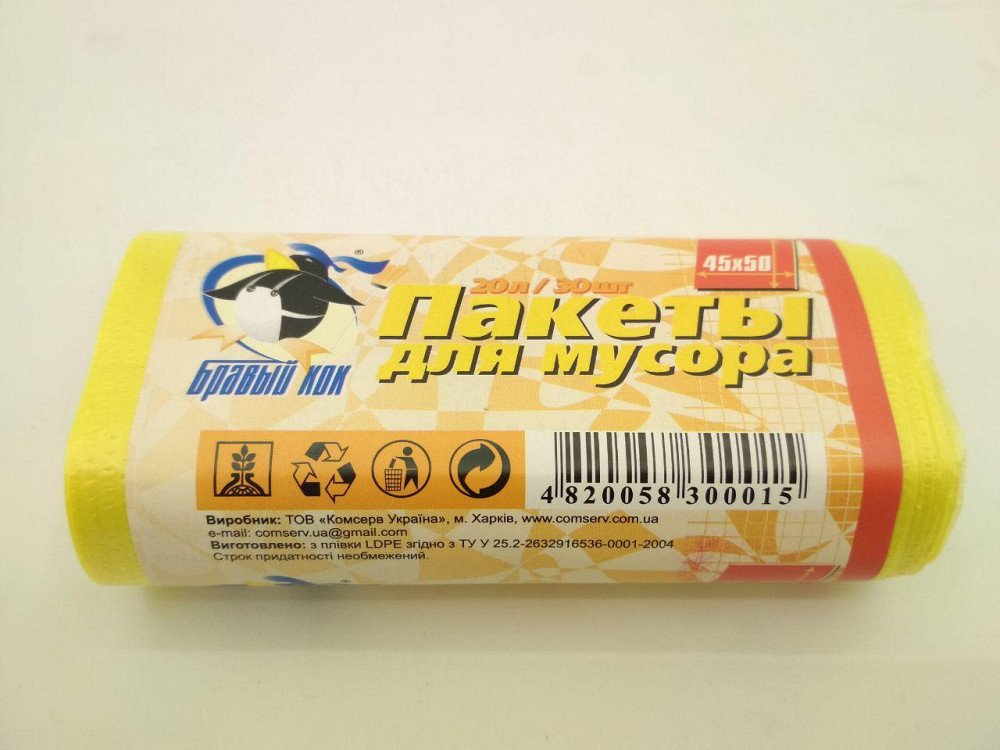 ®
45x50
20л / 30шт
Пакеты
для мусора
Бравый кок
4 820058 300015
Виробник: ТОВ «Комсерв Україна», м. Харків, www.comserv.com.ua
e-mail: comserv.ua@gmail.com
Виготовлено: з плівки LDPE згідно з ТУ У 25.2-2632916536-0001-2004
Строк придатності необмежений.